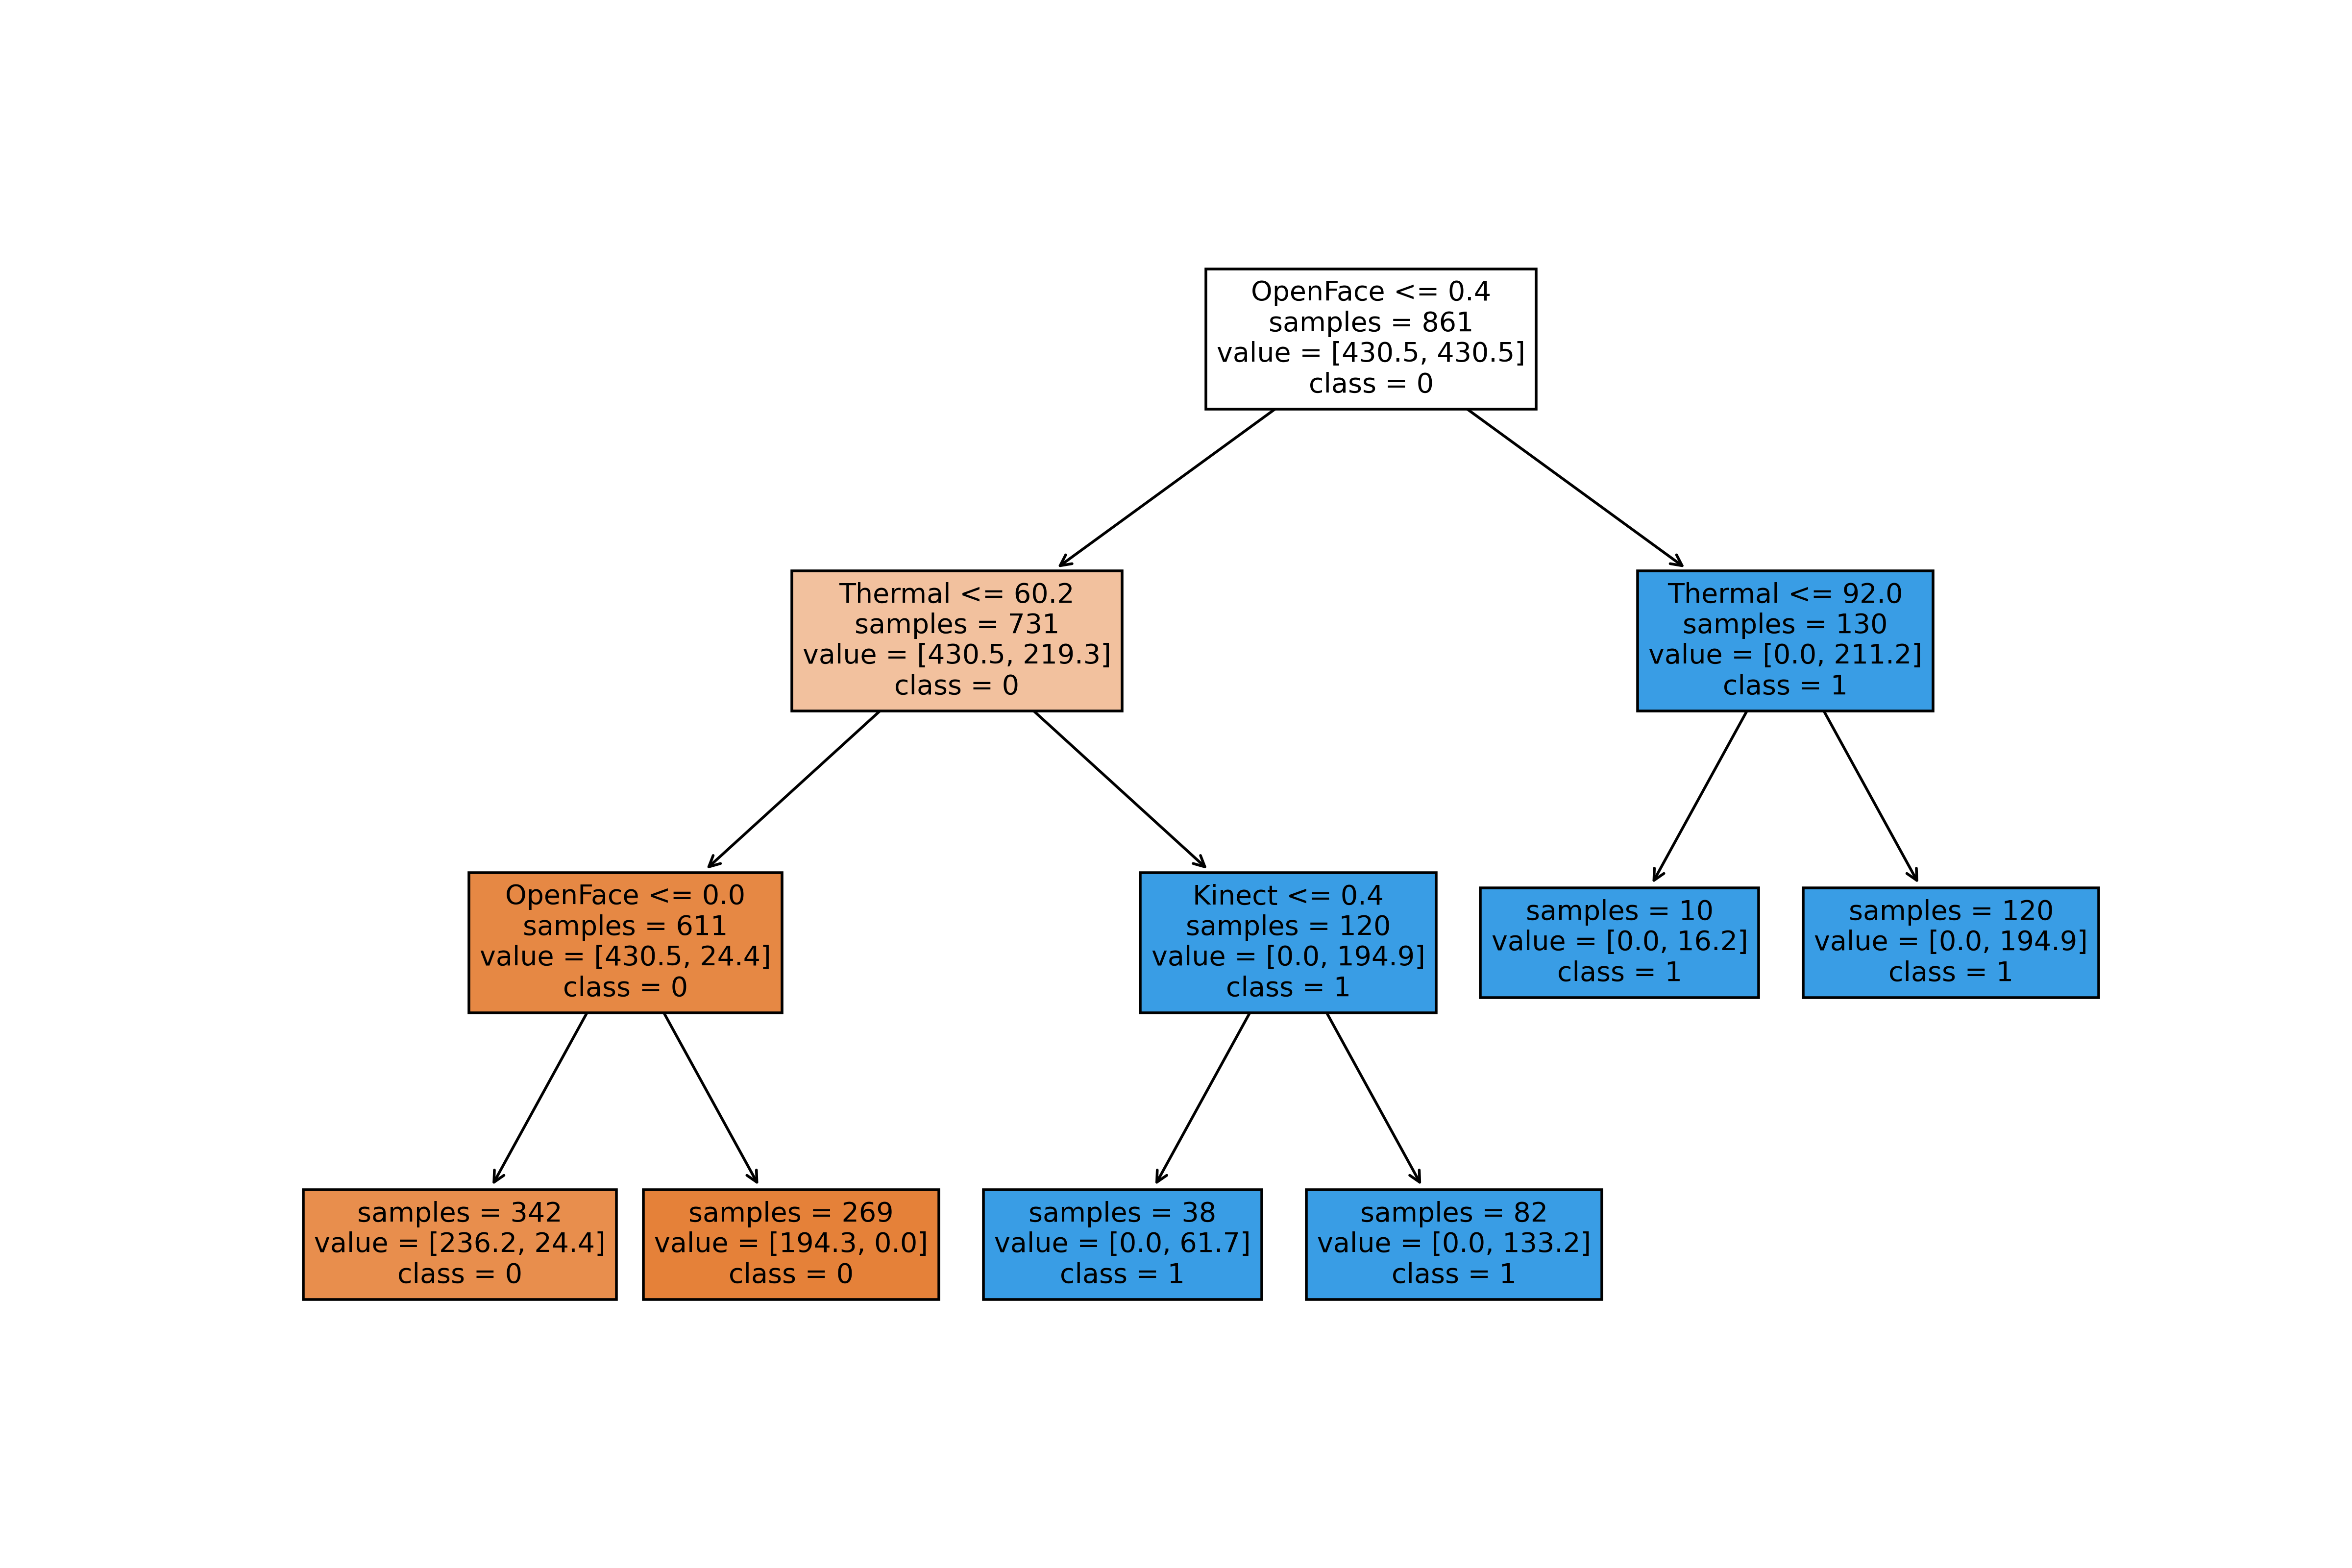 OpenFace <= 0.4
samples = 861
value = [430.5, 430.5]
class = 0
Thermal <= 60.2
samples = 731
value = [430.5, 219.3]
class = 0
Thermal <= 92.0
samples = 130
value = [0.0, 211.2]
class = 1
OpenFace <= 0.0
samples = 611
value = [430.5, 24.4]
class = 0
Kinect <= 0.4
samples = 120
value = [0.0, 194.9]
class = 1
samples = 10
value = [0.0, 16.2]
class = 1
samples = 120
value = [0.0, 194.9]
class = 1
samples = 342
value = [236.2, 24.4]
class = 0
samples = 269
value = [194.3, 0.0]
class = 0
samples = 38
value = [0.0, 61.7]
class = 1
samples = 82
value = [0.0, 133.2]
class = 1